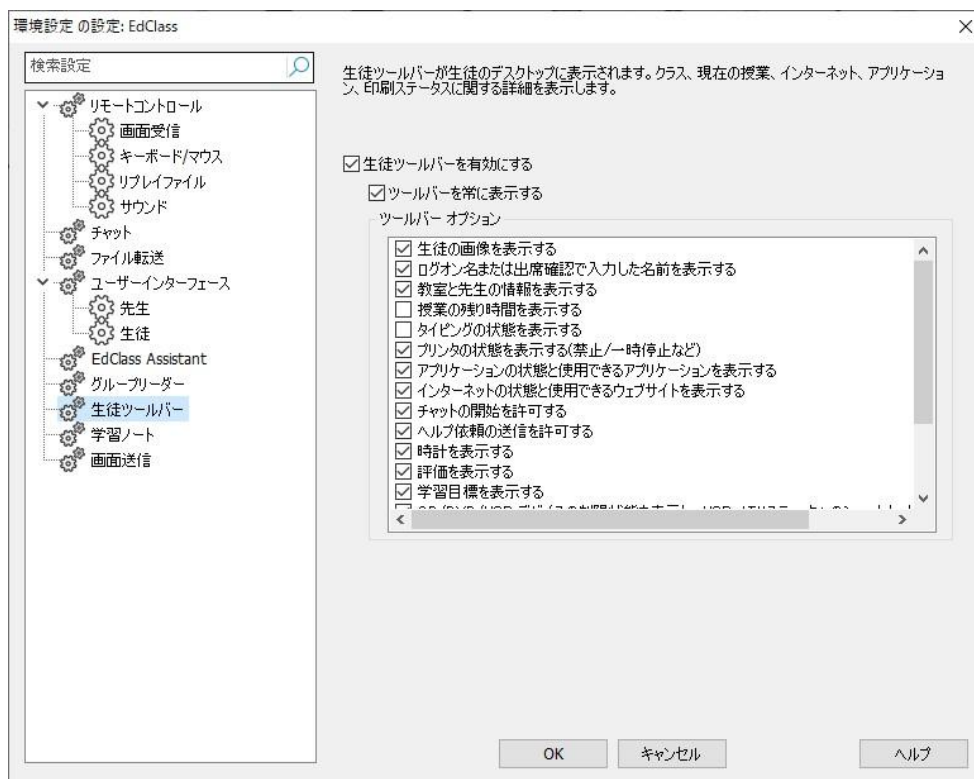 環境設定 の設定: EdClass
検索設定
リモートコントロール
画面受信
キーボード/マウス
リプレイファイル
サウンド
チャット
ファイル転送
ユーザーインターフェース
先生
生徒
EdClass Assistant
グループリーダー
生徒ツールバー
学習ノート
画面送信
生徒ツールバーが生徒のデスクトップに表示されます。クラス、現在の授業、インターネット、アプリケーショ
ン、印刷ステータスに関する詳細を表示します。
生徒ツールバーを有効にする
ツールバーを常に表示する
ツールバー オプション
生徒の画像を表示する
ログオン名または出席確認で入力した名前を表示する
教室と先生の情報を表示する
授業の残り時間を表示する
タイピングの状態を表示する
プリンタの状態を表示する(禁止/一時停止など)
アプリケーションの状態と使用できるアプリケーションを表示する
インターネットの状態と使用できるウェブサイトを表示する
チャットの開始を許可する
ヘルプ依頼の送信を許可する
時計を表示する
評価を表示する
学習目標を表示する
OK
キャンセル
ヘルプ